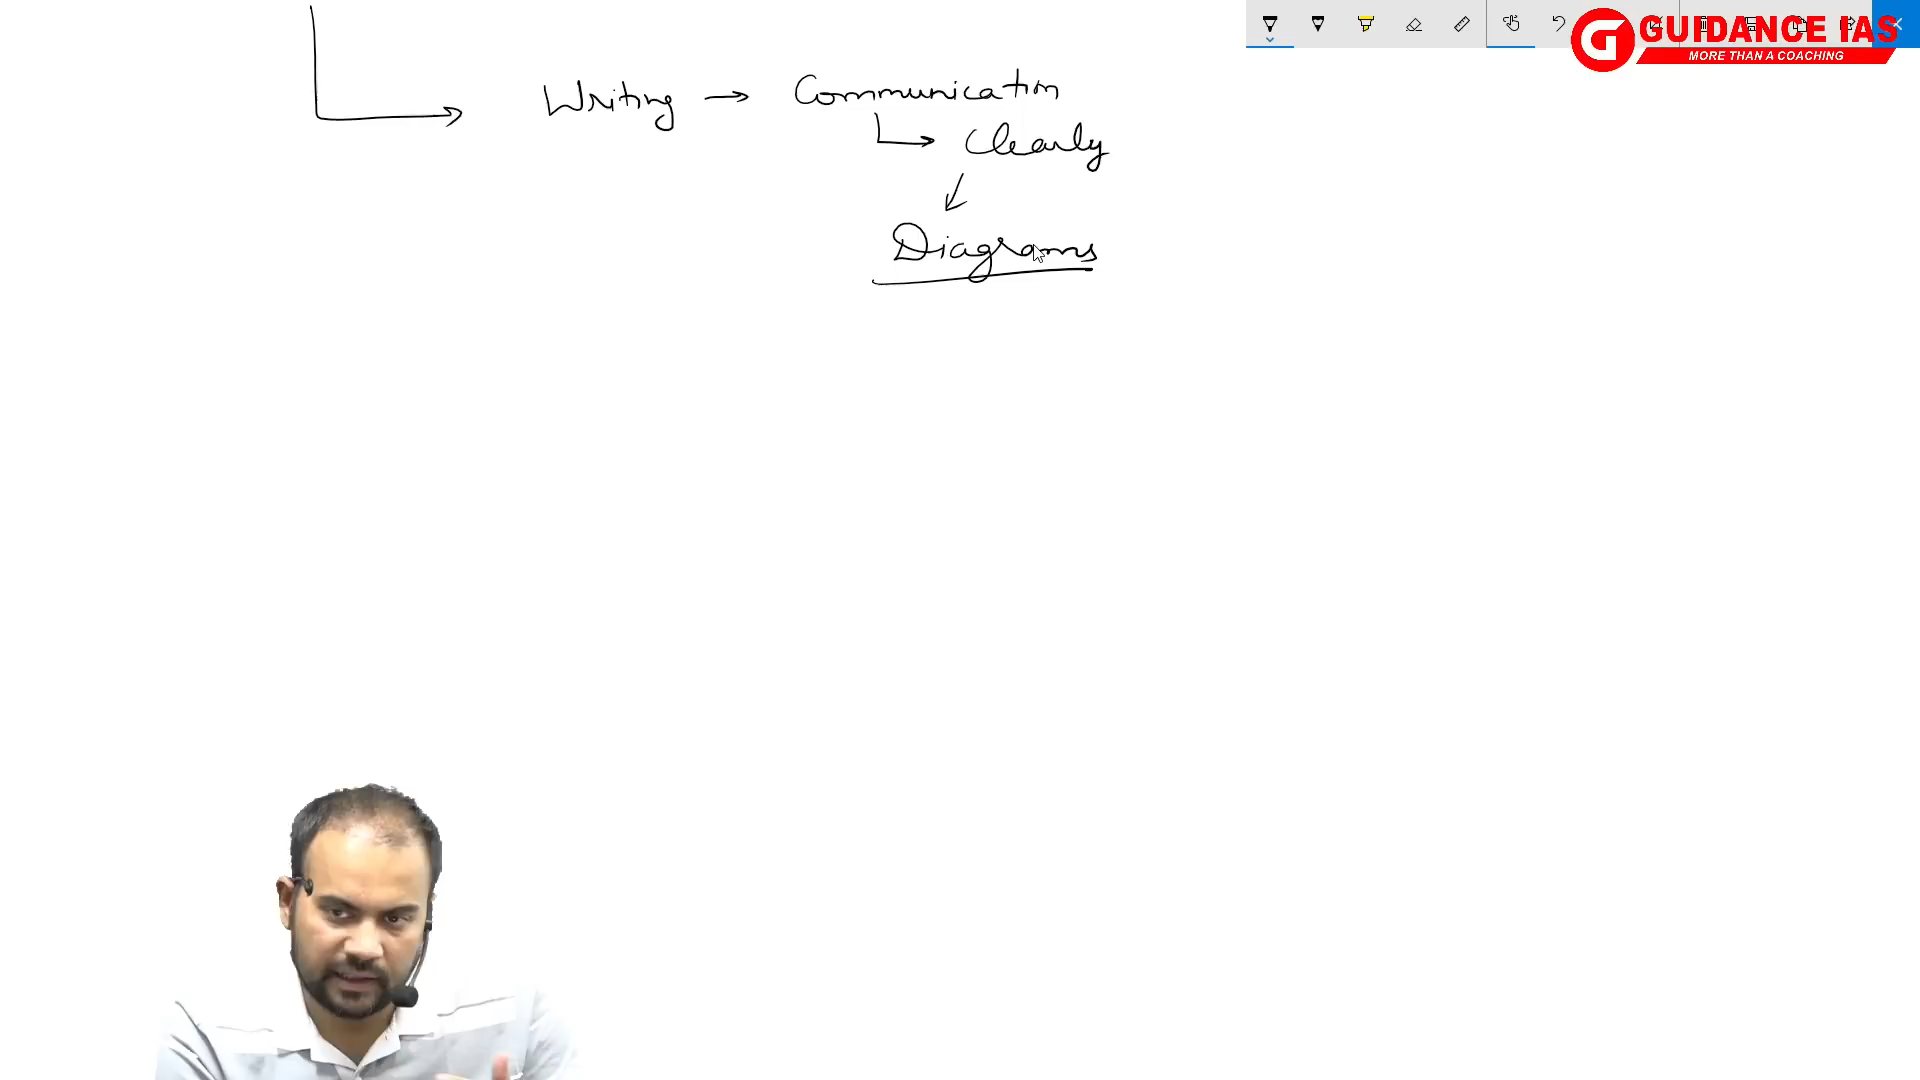 GUIDANCE IAS
MORE THAN A COACHING
Writing → Communication
Clearly
Diagrams